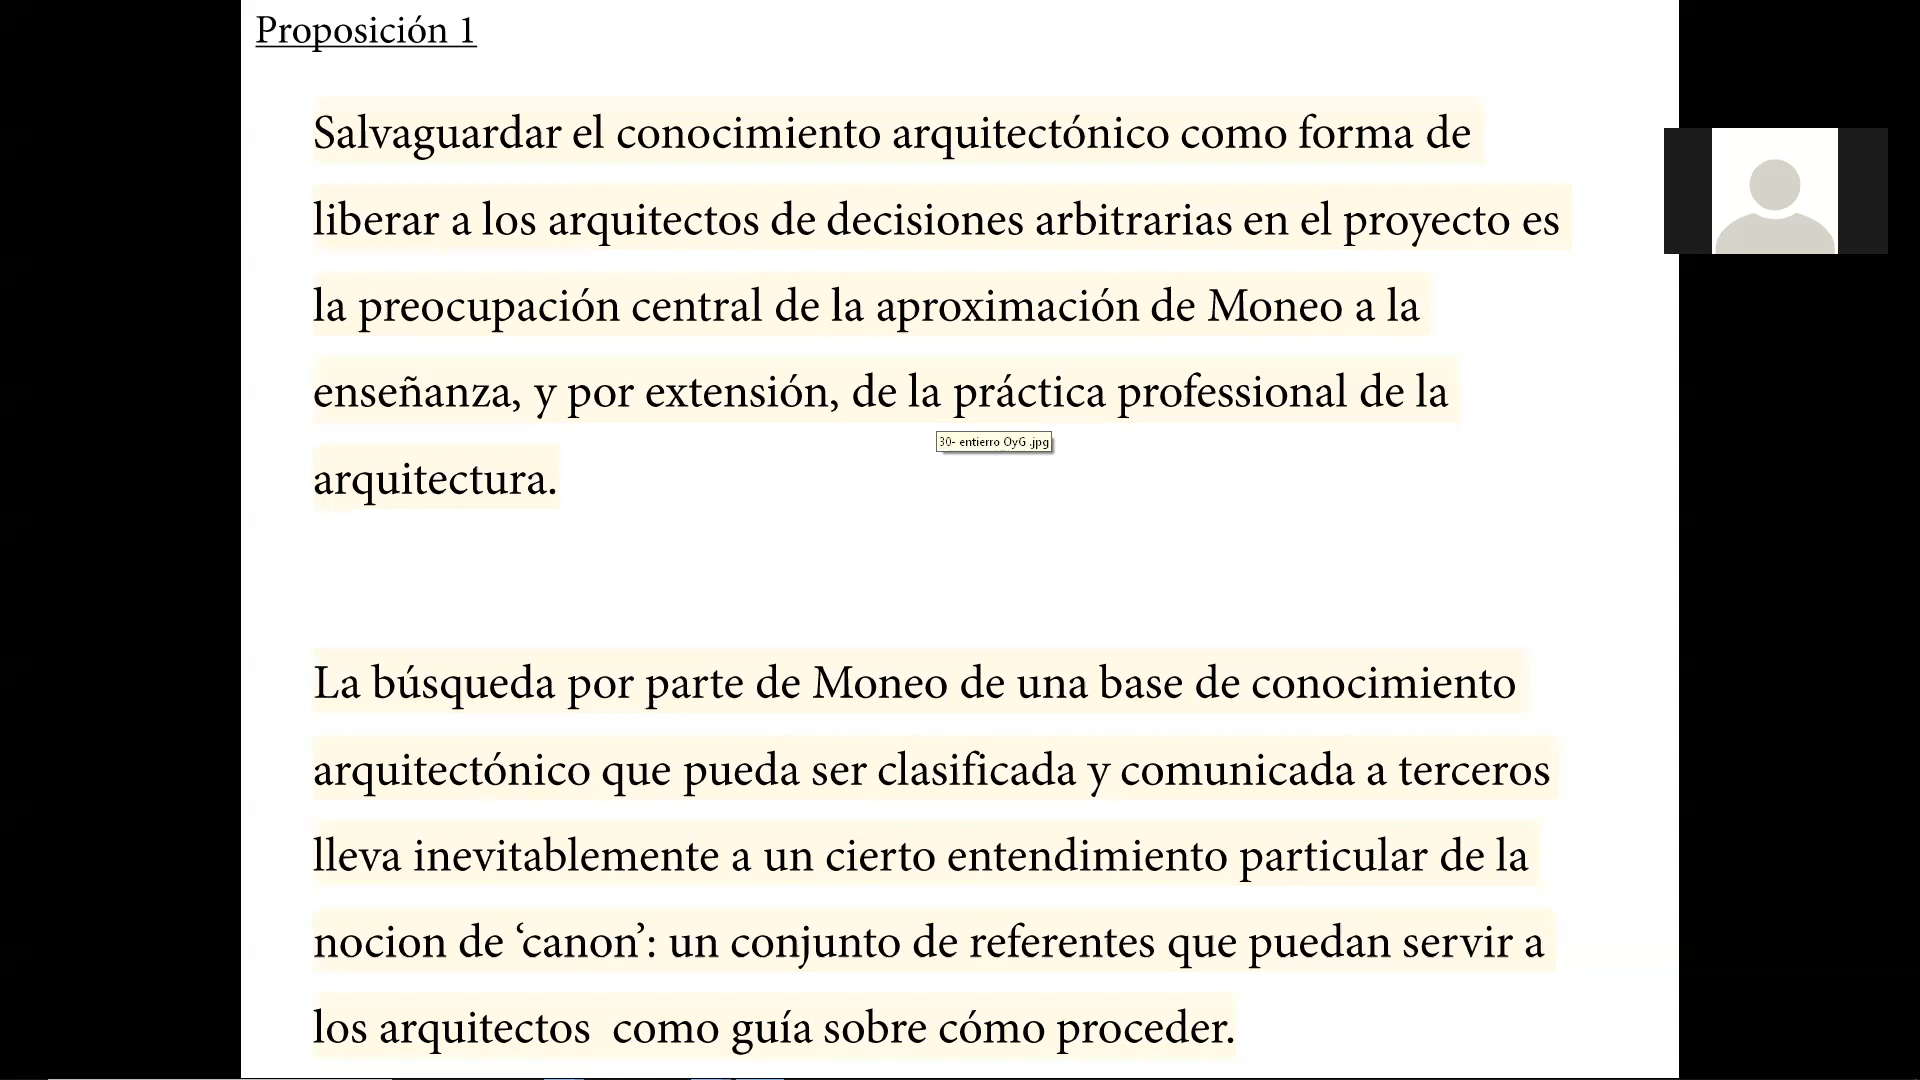 Proposición 1
Salvaguardar el conocimiento arquitectónico como forma de
liberar a los arquitectos de decisiones arbitrarias en el proyecto es
la preocupación central de la aproximación de Moneo a la
enseñanza, y por extensión, de la práctica professional de la
30- entierro OyG .jpg
arquitectura.
La búsqueda por parte de Moneo de una base de conocimiento
arquitectónico que pueda ser clasificada y comunicada a terceros
lleva inevitablemente a un cierto entendimiento particular de la
nocion de ‘canon’: un conjunto de referentes que puedan servir a
los arquitectos  como guía sobre cómo proceder.